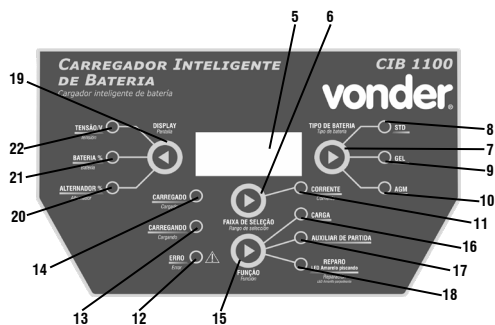 5
6
19
CARREGADOR INTELIGENTE
DE BATERIA
Cargador inteligente de batería
CIB 1100
vonder
8
TENSÃO/V
DISPLAY
Pantalla
TIPO DE BATERIA
Tipo de batería
STD
22
7
BATERIA %
Batería
GEL
21
9
ALTERNADOR %
AGM
20
10
CARREGADO
CORRENTE
FAIXA DE SELEÇÃO
Rango de selección
11
CARREGANDO
Cargando
CARGA
16
14
AUXILIAR DE PARTIDA
17
ERRO
Error
FUNÇÃO
Función
REPARO
LED Amarelo piscando
18
13
12
15